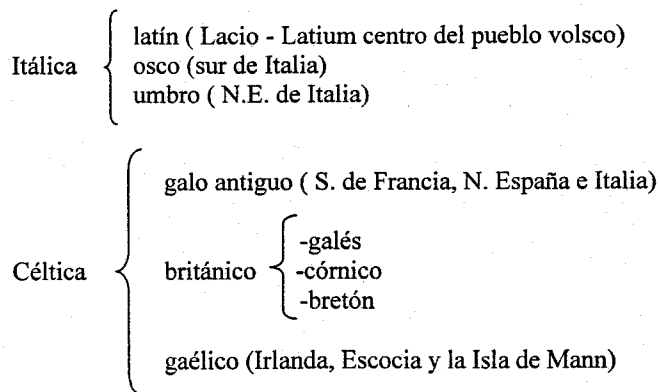 latín ( Lacio - Latium centro del pueblo volsco)
Itálica
osco (sur de Italia)
umbro ( N.E. de Italia)
galo antiguo ( S. de Francia, N. España e Italia)
-galés
Céltica
británico
-córnico
-bretón
gaélico (Irlanda, Escocia y la Isla de Mann)